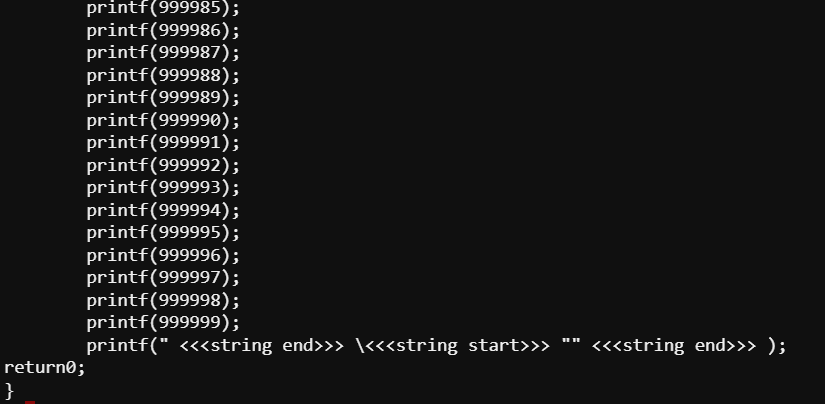 printf(999985);
printf(999986);
printf(999987);
printf(999988);
printf(999989);
printf(999990);
printf(999991);
printf(999992);
printf(999993);
printf(999994);
printf(999995);
printf(999996);
printf(999997);
printf(999998);
printf(999999);
printf(" <<<string end>>> \<<<string start>>> "" <<<string end>>> );
return0;
}